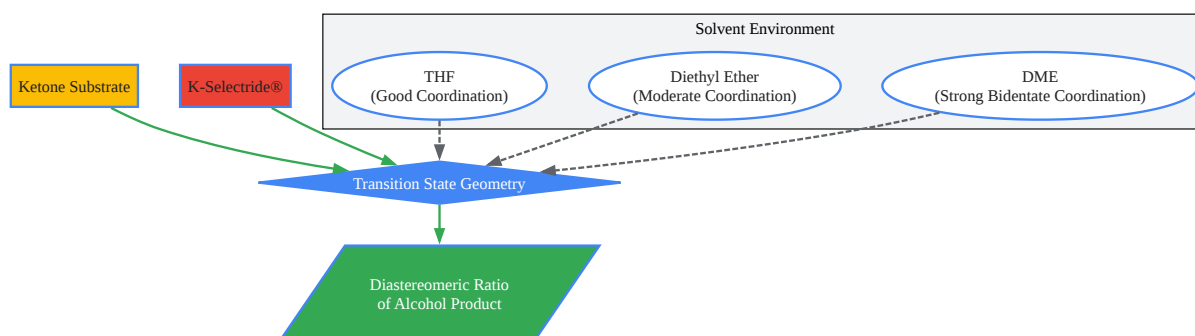 Solvent Environment
Ketone Substrate
K-Selectride®
THF
(Good Coordination)
Diethyl Ether
(Moderate Coordination)
DME
(Strong Bidentate Coordination)
Transition State Geometry
Diastereomeric Ratio
of Alcohol Product